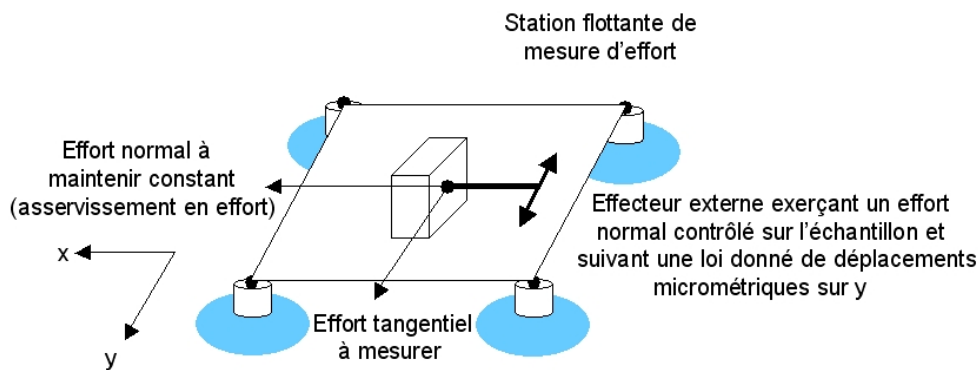 Station flottante de
mesure d'effort
Effort normal à
maintenir constant
(asservissement en effort)
Effecteur externe exerçant un effort
normal contrôlé sur l'échantillon et
suivant une loi donné de déplacements
micrométriques sur y
x
y
Effort tangentiel
à mesurer